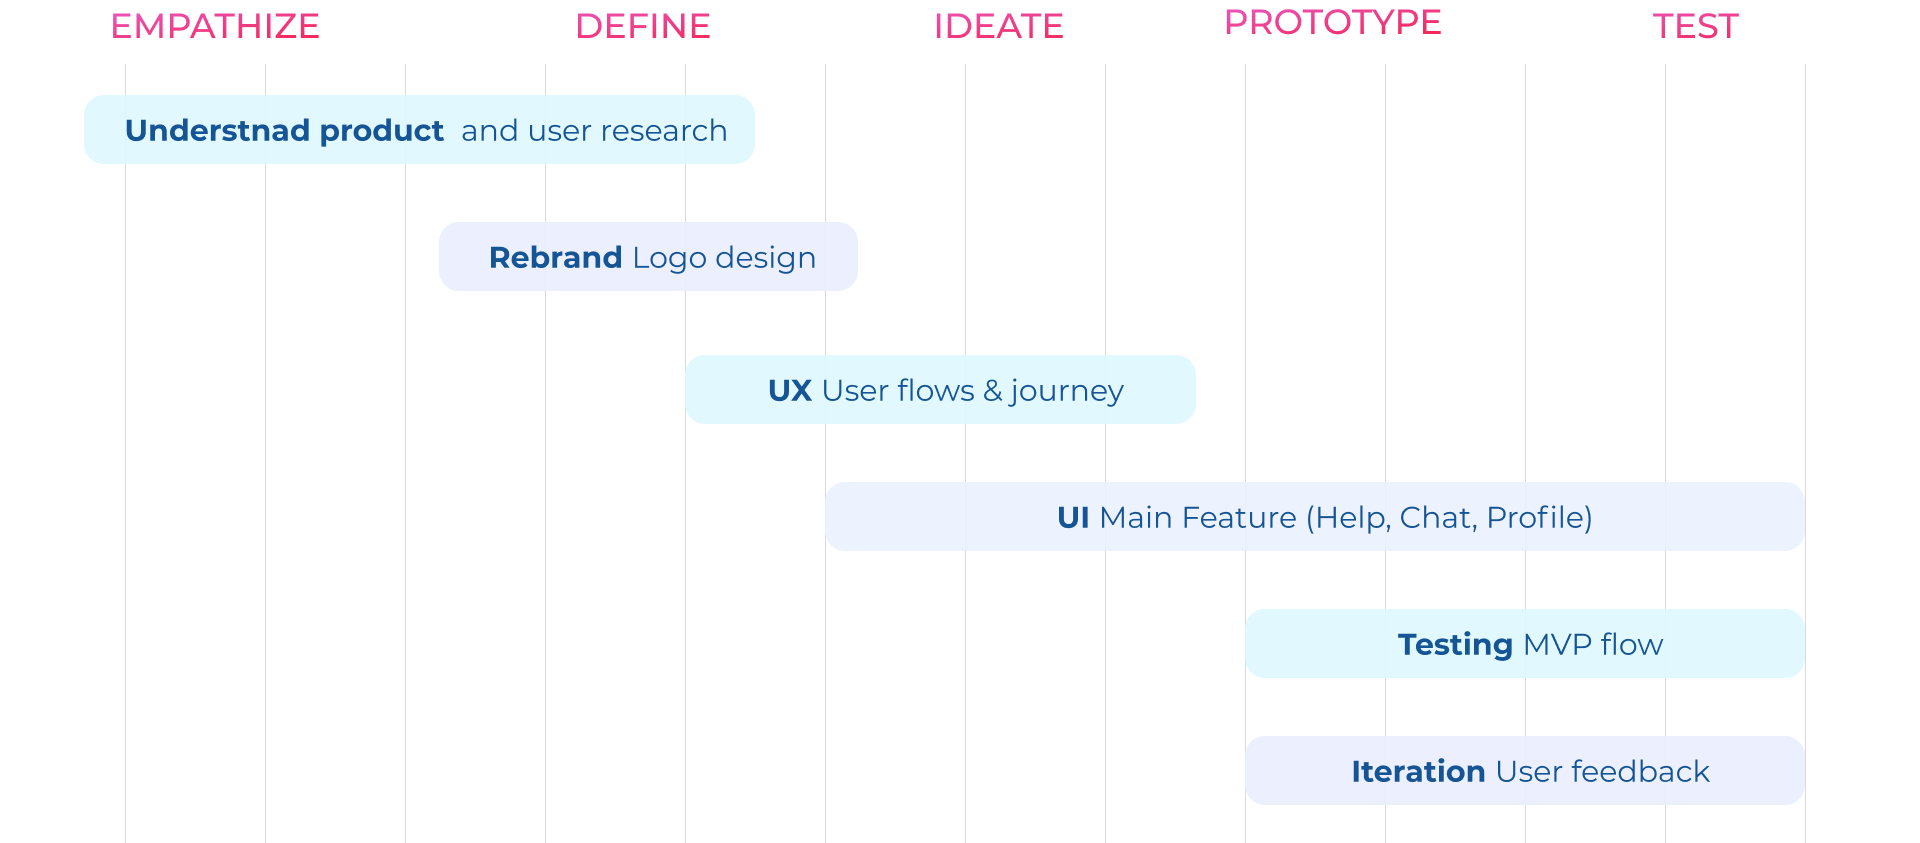 EMPATHIZE DEFINE IDEATE PROTOTYPE TEST
Understnad product and user research
Rebrand Logo design
UX User flows & journey
UI Main Feature (Help, Chat, Profile)
Testing MVP flow
Iteration User feedback